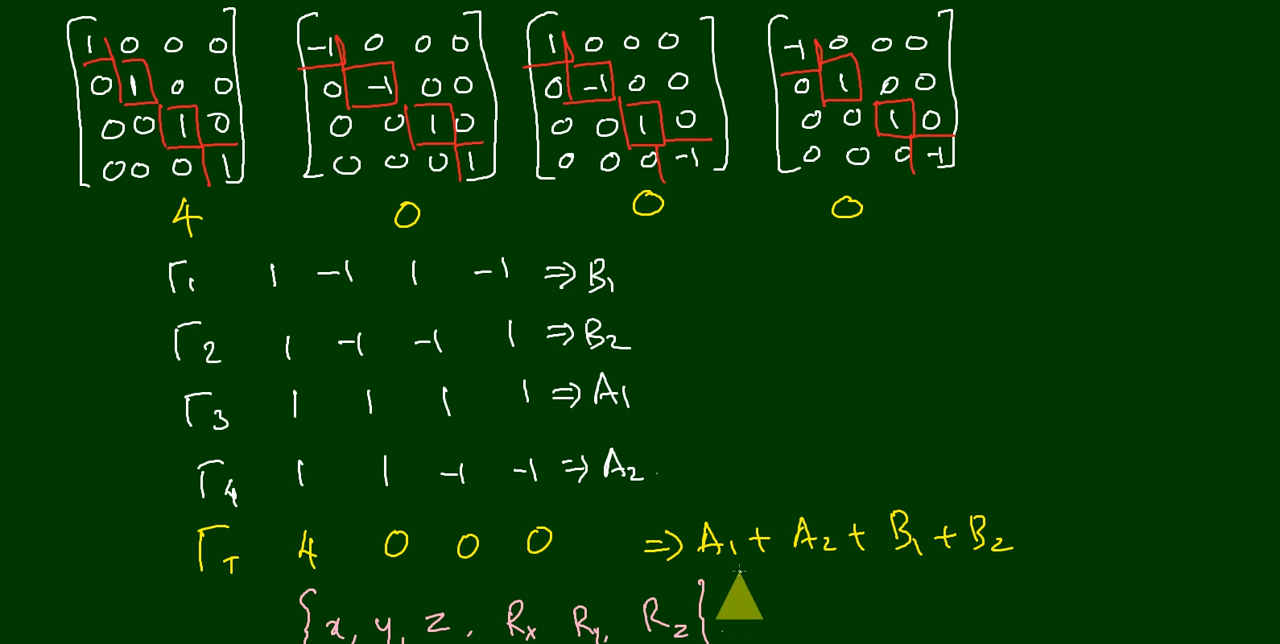 [1 0 0 0] [-1 0 0 0] [1 0 0 0] [-1 0 0 0]
[0 1 0 0] [0 -1 0 0] [0 -1 0 0] [0 1 0 0]
[0 0 1 0] [0 0 1 0] [0 0 1 0] [0 0 1 0]
[0 0 0 1] [0 0 0 1] [0 0 0 -1] [0 0 0 -1]
4 0 0 0
Γ₁ 1 -1 1 -1 ⇒ B₁
Γ₂ 1 -1 -1 1 ⇒ B₂
Γ₃ 1 1 1 1 ⇒ A₁
Γ₄ 1 1 -1 -1 ⇒ A₂.
Γ_T 4 0 0 0 ⇒ A₁ + A₂ + B₁ + B₂
{x, y, z, Rx Ry, Rz}